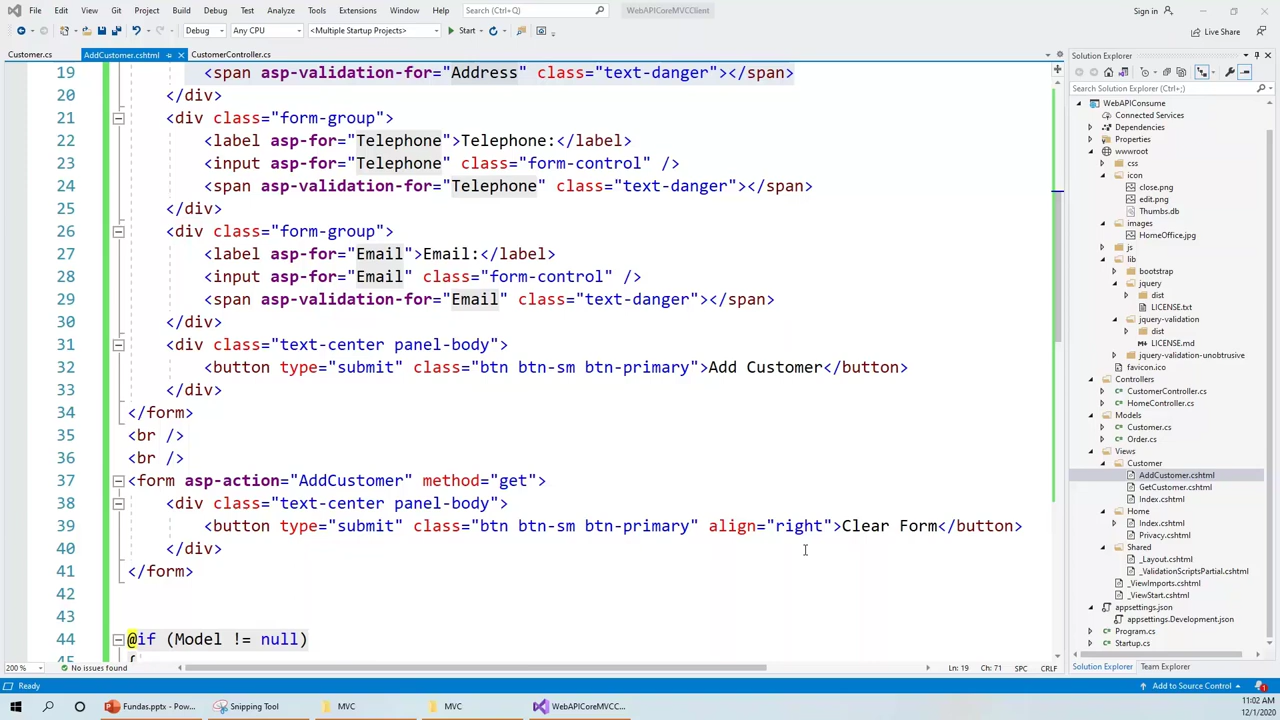 File Edit View Git Project Build Debug Test Analyze Tools Extensions Window Help Search (Ctrl+Q) WebAPICoreMVCClient Sign in
Debug Any CPU <Multiple Startup Projects> Start Live Share
Customer.cs AddCustomer.cshtml CustomerController.cs
19 <span asp-validation-for="Address" class="text-danger"></span>
20 </div>
21 <div class="form-group">
22 <label asp-for="Telephone">Telephone:</label>
23 <input asp-for="Telephone" class="form-control" />
24 <span asp-validation-for="Telephone" class="text-danger"></span>
25 </div>
26 <div class="form-group">
27 <label asp-for="Email">Email:</label>
28 <input asp-for="Email" class="form-control" />
29 <span asp-validation-for="Email" class="text-danger"></span>
30 </div>
31 <div class="text-center panel-body">
32 <button type="submit" class="btn btn-sm btn-primary">Add Customer</button>
33 </div>
34 </form>
35 <br />
36 <br />
37 <form asp-action="AddCustomer" method="get">
38 <div class="text-center panel-body">
39 <button type="submit" class="btn btn-sm btn-primary" align="right">Clear Form</button>
40 </div>
41 </form>
42
43
44 @if (Model != null)
45 {
200 % No issues found Ln: 19 Ch: 71 SPC CRLF
Solution Explorer
Search Solution Explorer (Ctrl+;)
WebAPIConsume
Connected Services
Dependencies
Properties
wwwroot
css
icon
close.png
edit.png
Thumbs.db
images
HomeOffice.jpg
js
lib
bootstrap
jquery
dist
LICENSE.txt
jquery-validation
dist
LICENSE.md
jquery-validation-unobtrusive
favicon.ico
Controllers
CustomerController.cs
HomeController.cs
Models
Customer.cs
Order.cs
Views
Customer
AddCustomer.cshtml
GetCustomer.cshtml
Index.cshtml
Home
Index.cshtml
Privacy.cshtml
Shared
_Layout.cshtml
_ValidationScriptsPartial.cshtml
_ViewImports.cshtml
_ViewStart.cshtml
appsettings.json
appsettings.Development.json
Program.cs
Startup.cs
Solution Explorer Team Explorer
Ready Add to Source Control 1
Fundas.pptx - Pow... Snipping Tool MVC MVC WebAPICoreMVCC... 11:02 AM
12/1/2020